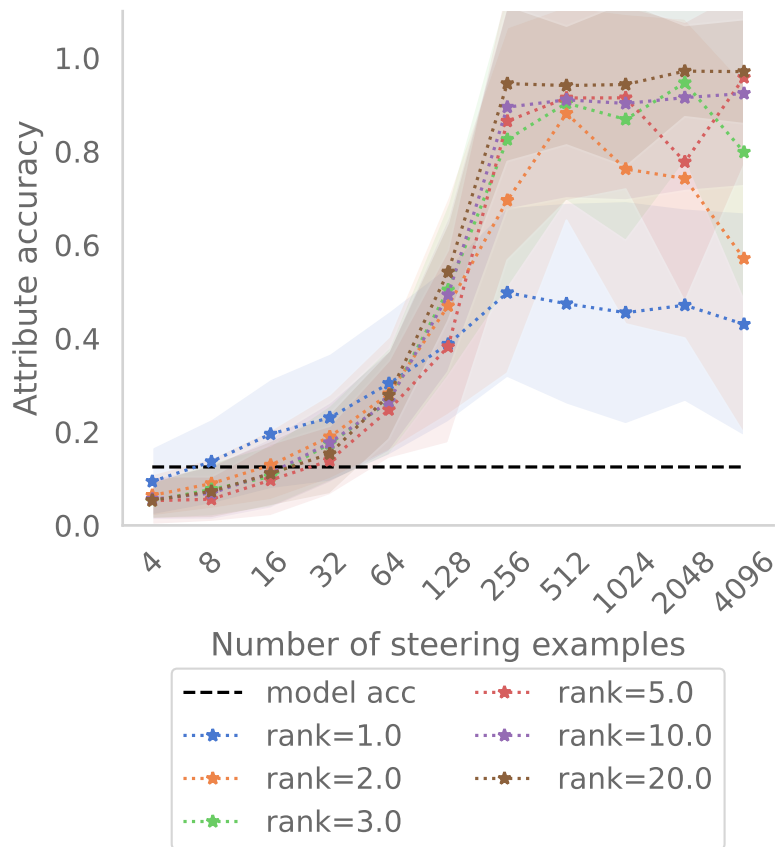 1.0
0.8
0.6
0.4
0.2
0.0
Attribute accuracy
4
8
16
32
64
128
256
512
1024
2048
4096
Number of steering examples
model acc
rank=1.0
rank=2.0
rank=3.0
rank=5.0
rank=10.0
rank=20.0